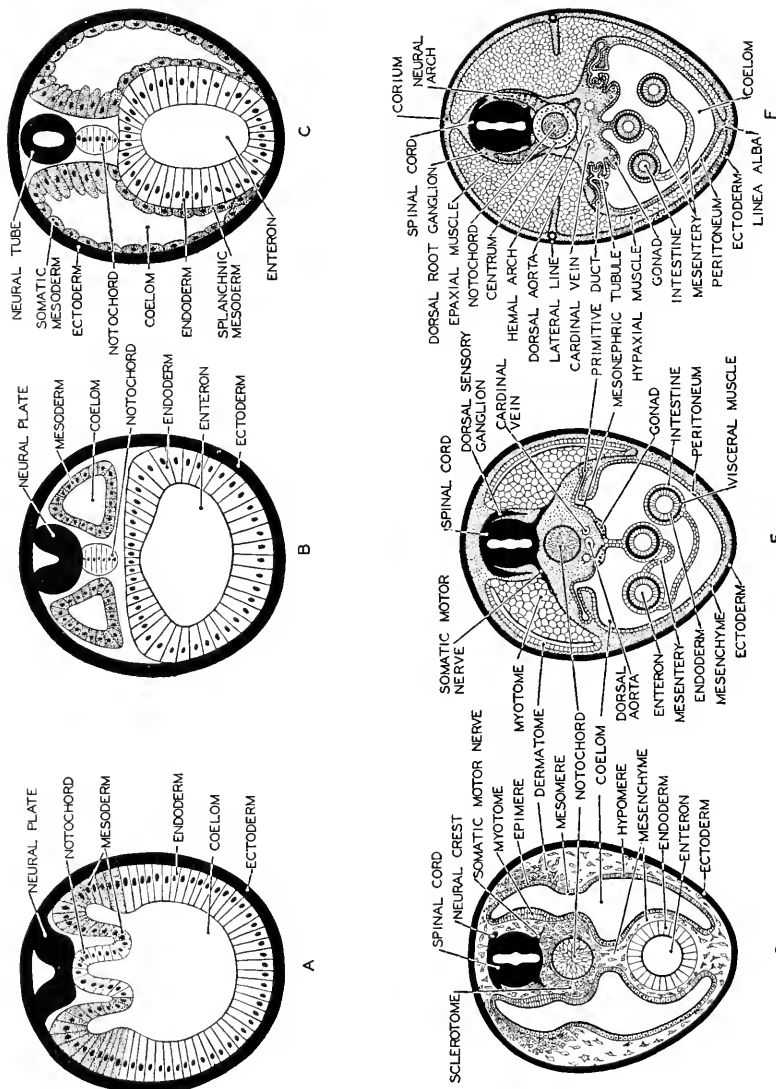 NEURAL PLATE
NOTOCHORD
MESODERM
ENDODERM
COELOM
ECTODERM
A
NEURAL PLATE
MESODERM
COELOM
NOTOCHORD
ENDODERM
ENTERON
ECTODERM
B
NEURAL TUBE
SOMATIC
MESODERM
ECTODERM
NOTOCHORD
COELOM
ENDODERM
SPLANCHNIC
MESODERM
ENTERON
C
SCLEROTOME
SPINAL CORD
NEURAL CREST
SOMATIC MOTOR NERVE
MYOTOME
EPIMERE
DERMATOME
MESOMERE
NOTOCHORD
COELOM
HYPOMERE
MESENCHYME
ENDODERM
ENTERON
ECTODERM
SOMATIC MOTOR
NERVE
MYOTOME
DORSAL
AORTA
ENTERON
MESENTERY
ENDODERM
MESENCHYME
ECTODERM
SPINAL CORD
DORSAL SENSORY
GANGLION
CARDINAL
VEIN
PRIMITIVE DUCT
MESONEPHRIC TUBULE
GONAD
INTESTINE
PERITONEUM
VISCERAL MUSCLE
SPINAL CORD
DORSAL ROOT GANGLION
EPAXIAL MUSCLE
NOTOCHORD
CENTRUM
HEMAL ARCH
DORSAL AORTA
LATERAL LINE
CARDINAL VEIN
HYPAXIAL MUSCLE
GONAD
INTESTINE
MESENTERY
PERITONEUM
ECTODERM
LINEA ALBA
CORIUM
NEURAL
ARCH
COELOM